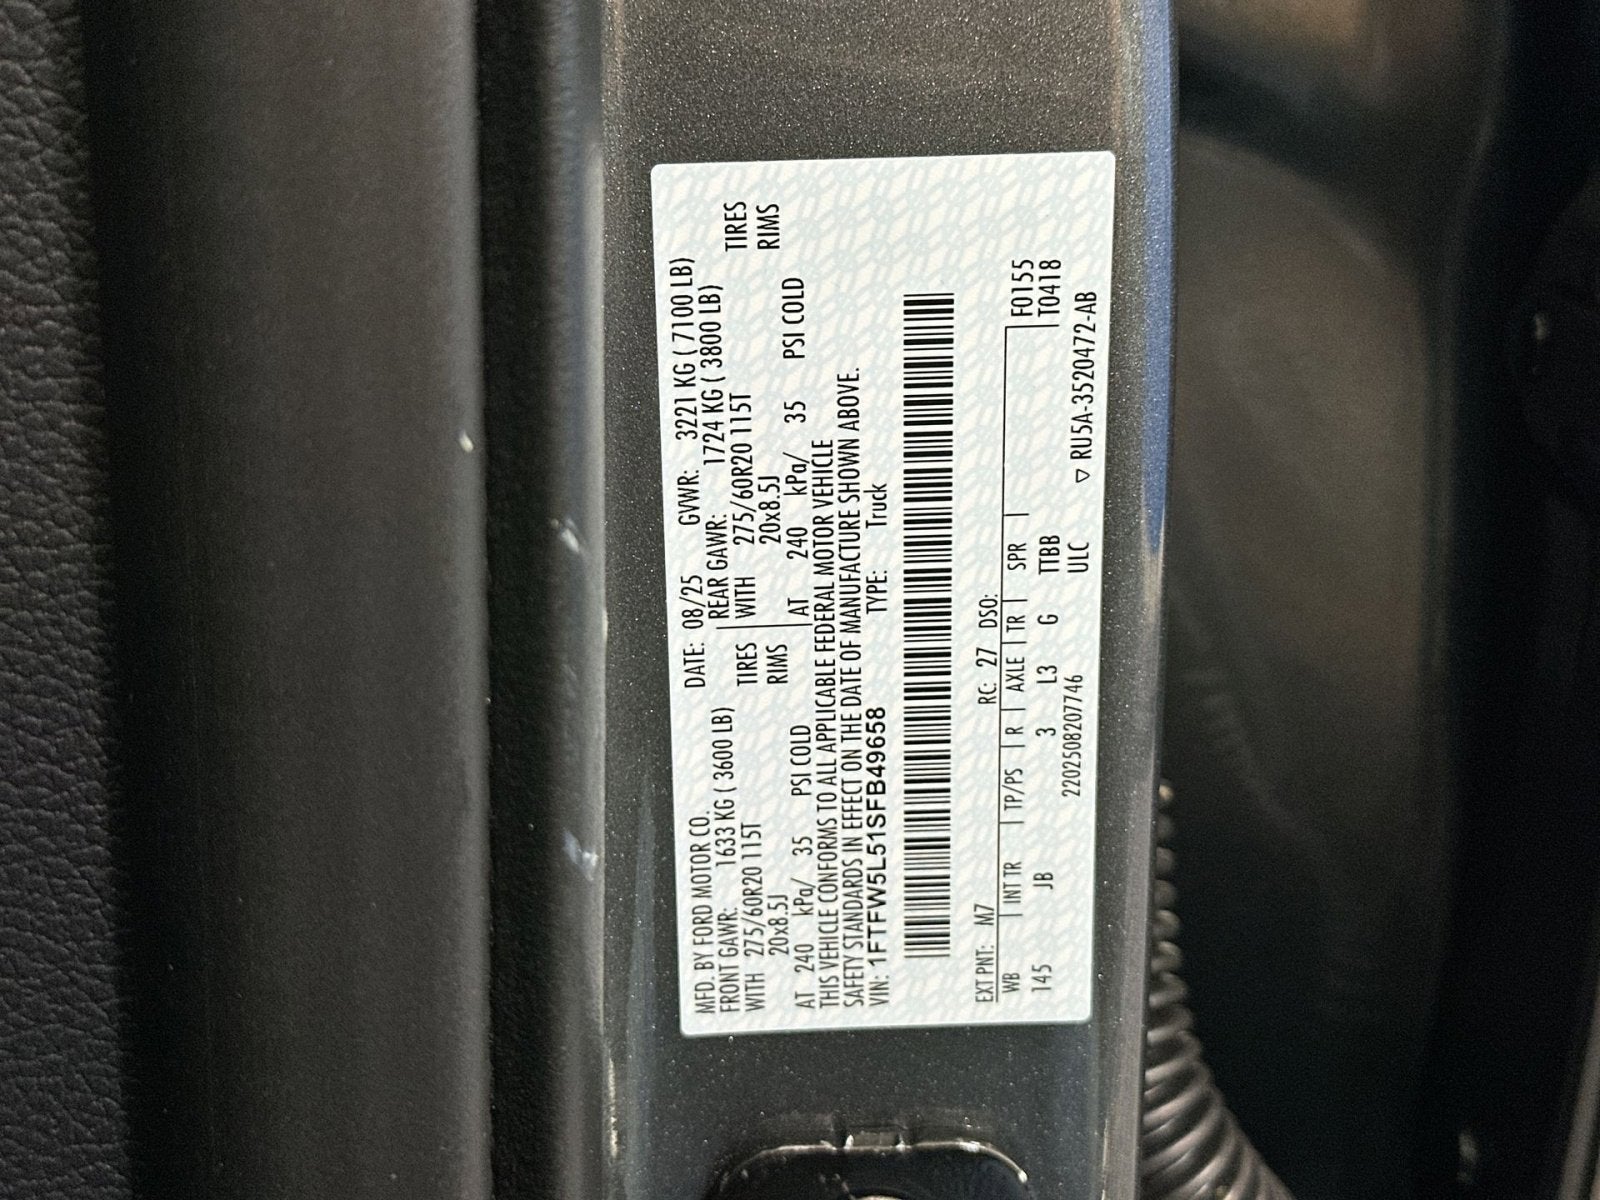 MFD. BY FORD MOTOR CO. DATE: 08/25 GVWR: 3221 KG ( 7100 LB)
FRONT GAWR: 1633 KG ( 3600 LB) REAR GAWR: 1724 KG ( 3800 LB)
WITH 275/60R20 115T TIRES WITH 275/60R20 115T TIRES
20x8.5J RIMS 20x8.5J RIMS
AT 240 kPa/ 35 PSI COLD AT 240 kPa/ 35 PSI COLD
THIS VEHICLE CONFORMS TO ALL APPLICABLE FEDERAL MOTOR VEHICLE
SAFETY STANDARDS IN EFFECT ON THE DATE OF MANUFACTURE SHOWN ABOVE.
VIN: 1FTFW5L51SFB49658 TYPE: Truck
EXT PNT: M7 RC: 27 DSO: F0155
WB INT TR TP/PS R AXLE TR SPR T0418
145 JB 3 L3 G TTBB
2202508207746 ULC ▽ RU5A-3520472-AB